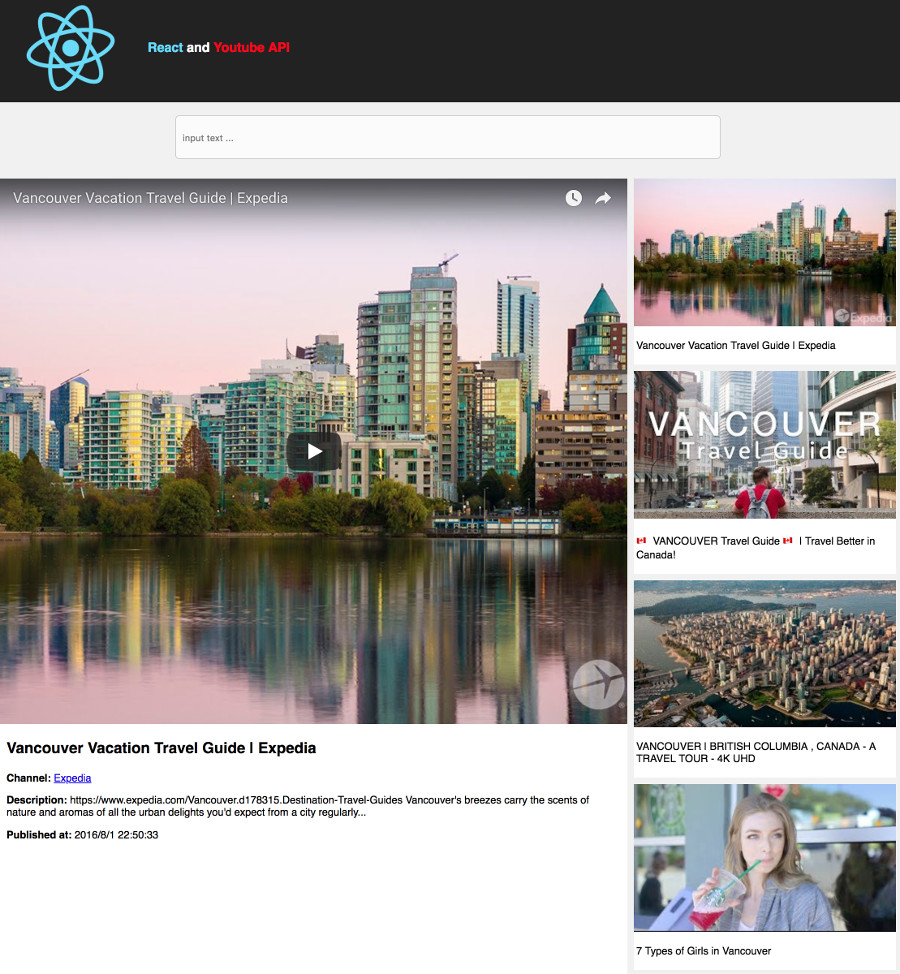 React and Youtube API
input text ...
Vancouver Vacation Travel Guide | Expedia
Vancouver Vacation Travel Guide | Expedia
Channel: Expedia
Description: https://www.expedia.com/Vancouver.d178315.Destination-Travel-Guides Vancouver's breezes carry the scents of
nature and aromas of all the urban delights you'd expect from a city regularly...
Published at: 2016/8/1 22:50:33
Expedia
Vancouver Vacation Travel Guide | Expedia
VANCOUVER
Travel Guide
🇨🇦 VANCOUVER Travel Guide 🇨🇦 | Travel Better in
Canada!
VANCOUVER | BRITISH COLUMBIA , CANADA - A
TRAVEL TOUR - 4K UHD
7 Types of Girls in Vancouver